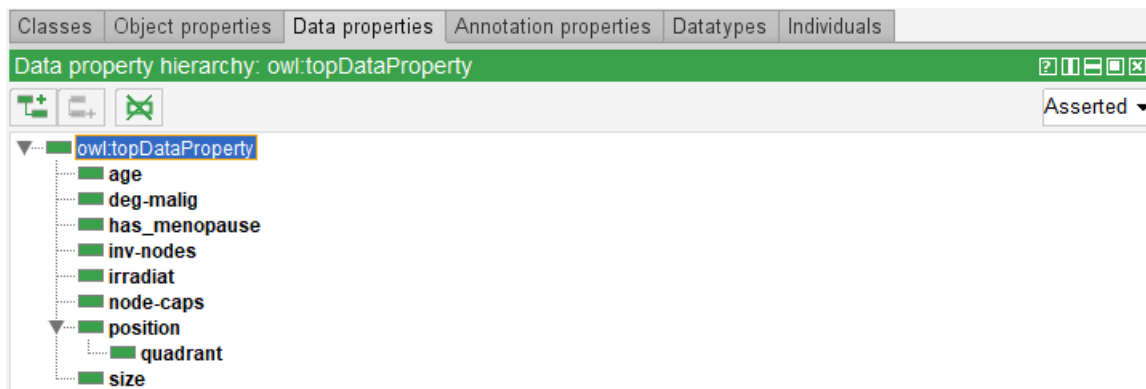 Classes Object properties Data properties Annotation properties Datatypes Individuals
Data property hierarchy: owl:topDataProperty
Asserted
owl:topDataProperty
age
deg-malig
has_menopause
inv-nodes
irradiat
node-caps
position
quadrant
size